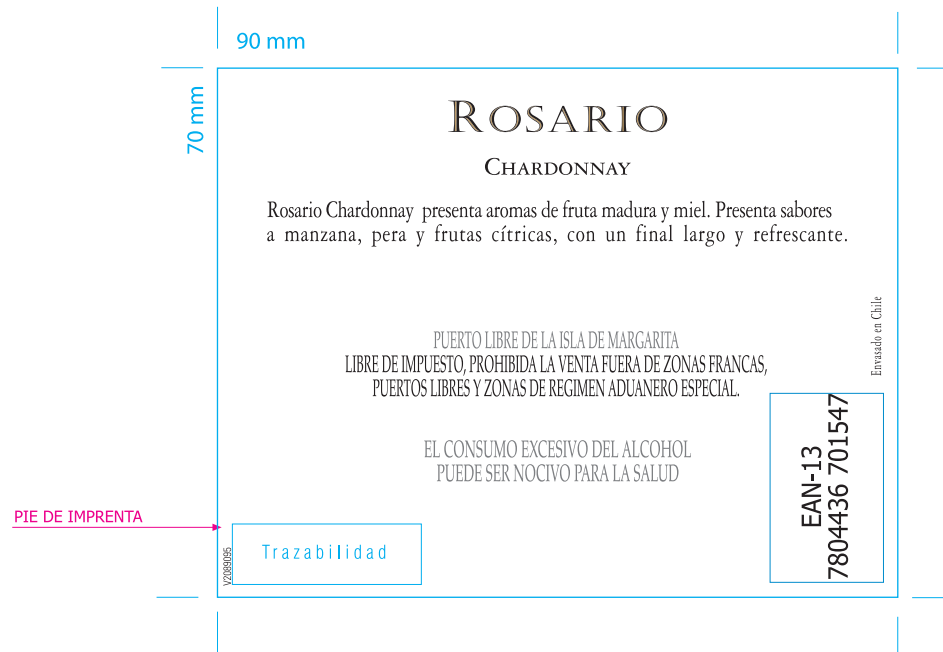 90 mm
70 mm
ROSARIO
CHARDONNAY
Rosario Chardonnay presenta aromas de fruta madura y miel. Presenta sabores
a manzana, pera y frutas cítricas, con un final largo y refrescante.
Envasado en Chile
PUERTO LIBRE DE LA ISLA DE MARGARITA
LIBRE DE IMPUESTO, PROHIBIDA LA VENTA FUERA DE ZONAS FRANCAS,
PUERTOS LIBRES Y ZONAS DE REGIMEN ADUANERO ESPECIAL.
EL CONSUMO EXCESIVO DEL ALCOHOL
PUEDE SER NOCIVO PARA LA SALUD
EAN-13
7804436 701547
PIE DE IMPRENTA
V2089095
Trazabilidad